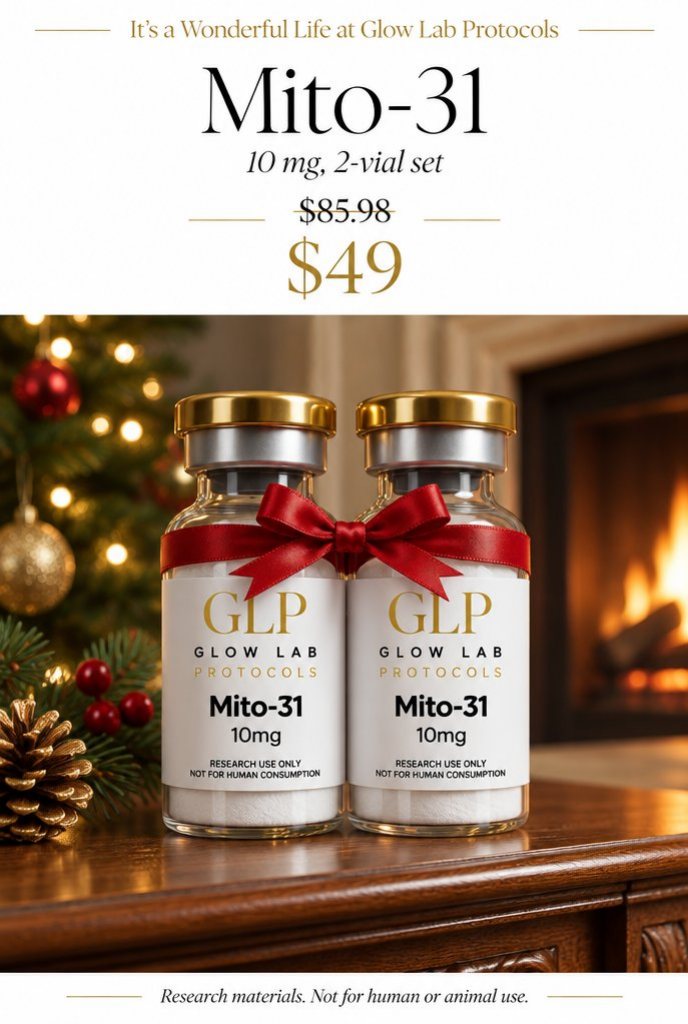 It's a Wonderful Life at Glow Lab Protocols
Mito-31
10 mg, 2-vial set
$85.98
$49
GLP
GLOW LAB
PROTOCOLS
Mito-31
10mg
RESEARCH USE ONLY
NOT FOR HUMAN CONSUMPTION
GLP
GLOW LAB
PROTOCOLS
Mito-31
10mg
RESEARCH USE ONLY
NOT FOR HUMAN CONSUMPTION
Research materials. Not for human or animal use.